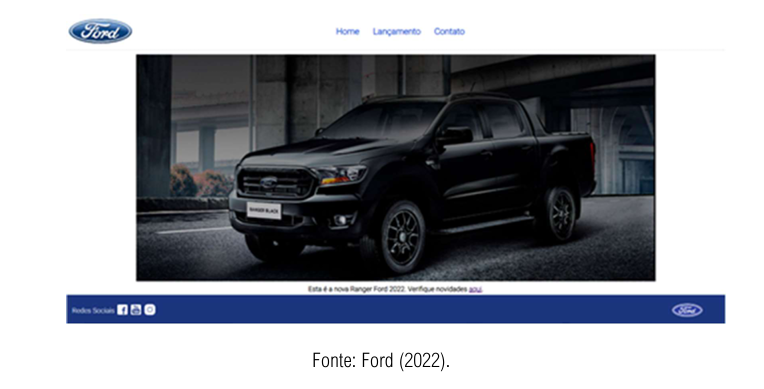 Ford
Home Lançamento Contato
RANGER BLACK
Esta é a nova Ranger Ford 2022. Verifique novidades aqui.
Redes Sociais
Ford
Fonte: Ford (2022).